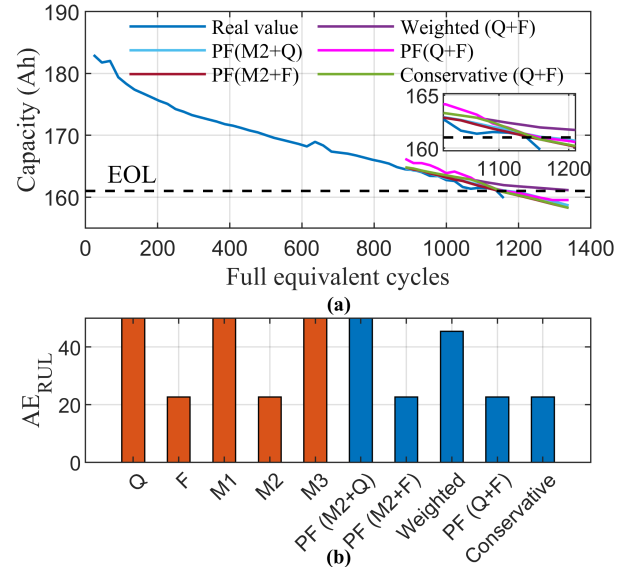 190
180
170
160
Capacity (Ah)
Real value
Weighted (Q+F)
PF(M2+Q)
PF(Q+F)
PF(M2+F)
Conservative (Q+F)
165
160
1100
1200
EOL
0 200 400 600 800 1000 1200 1400
Full equivalent cycles
(a)
40
20
0
AE_RUL
Q F M1 M2 M3 PF (M2+Q) PF (M2+F) Weighted PF (Q+F) Conservative
(b)